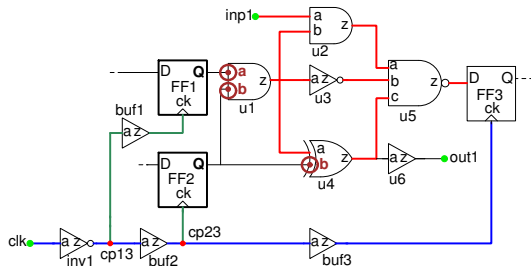 inp1
a
b
z
u2
D Q
FF1
ck
a
b
z
u1
a z
u3
a
b
c
z
u5
D Q
FF3
ck
buf1
a z
D Q
FF2
ck
a
b
z
u4
a z
u6
out1
clk
a z
inv1
cp13
a z
buf2
cp23
a z
buf3